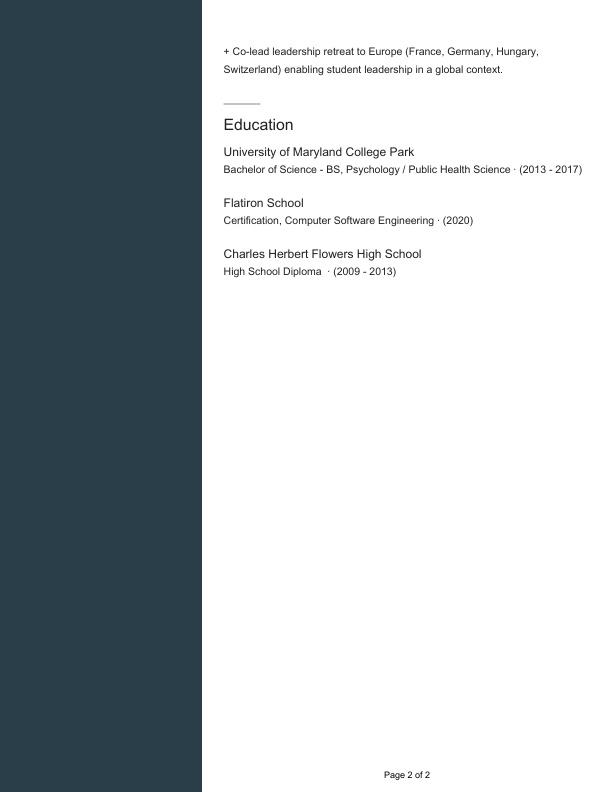 + Co-lead leadership retreat to Europe (France, Germany, Hungary,
Switzerland) enabling student leadership in a global context.
Education
University of Maryland College Park
Bachelor of Science - BS, Psychology / Public Health Science · (2013 - 2017)
Flatiron School
Certification, Computer Software Engineering · (2020)
Charles Herbert Flowers High School
High School Diploma · (2009 - 2013)
Page 2 of 2